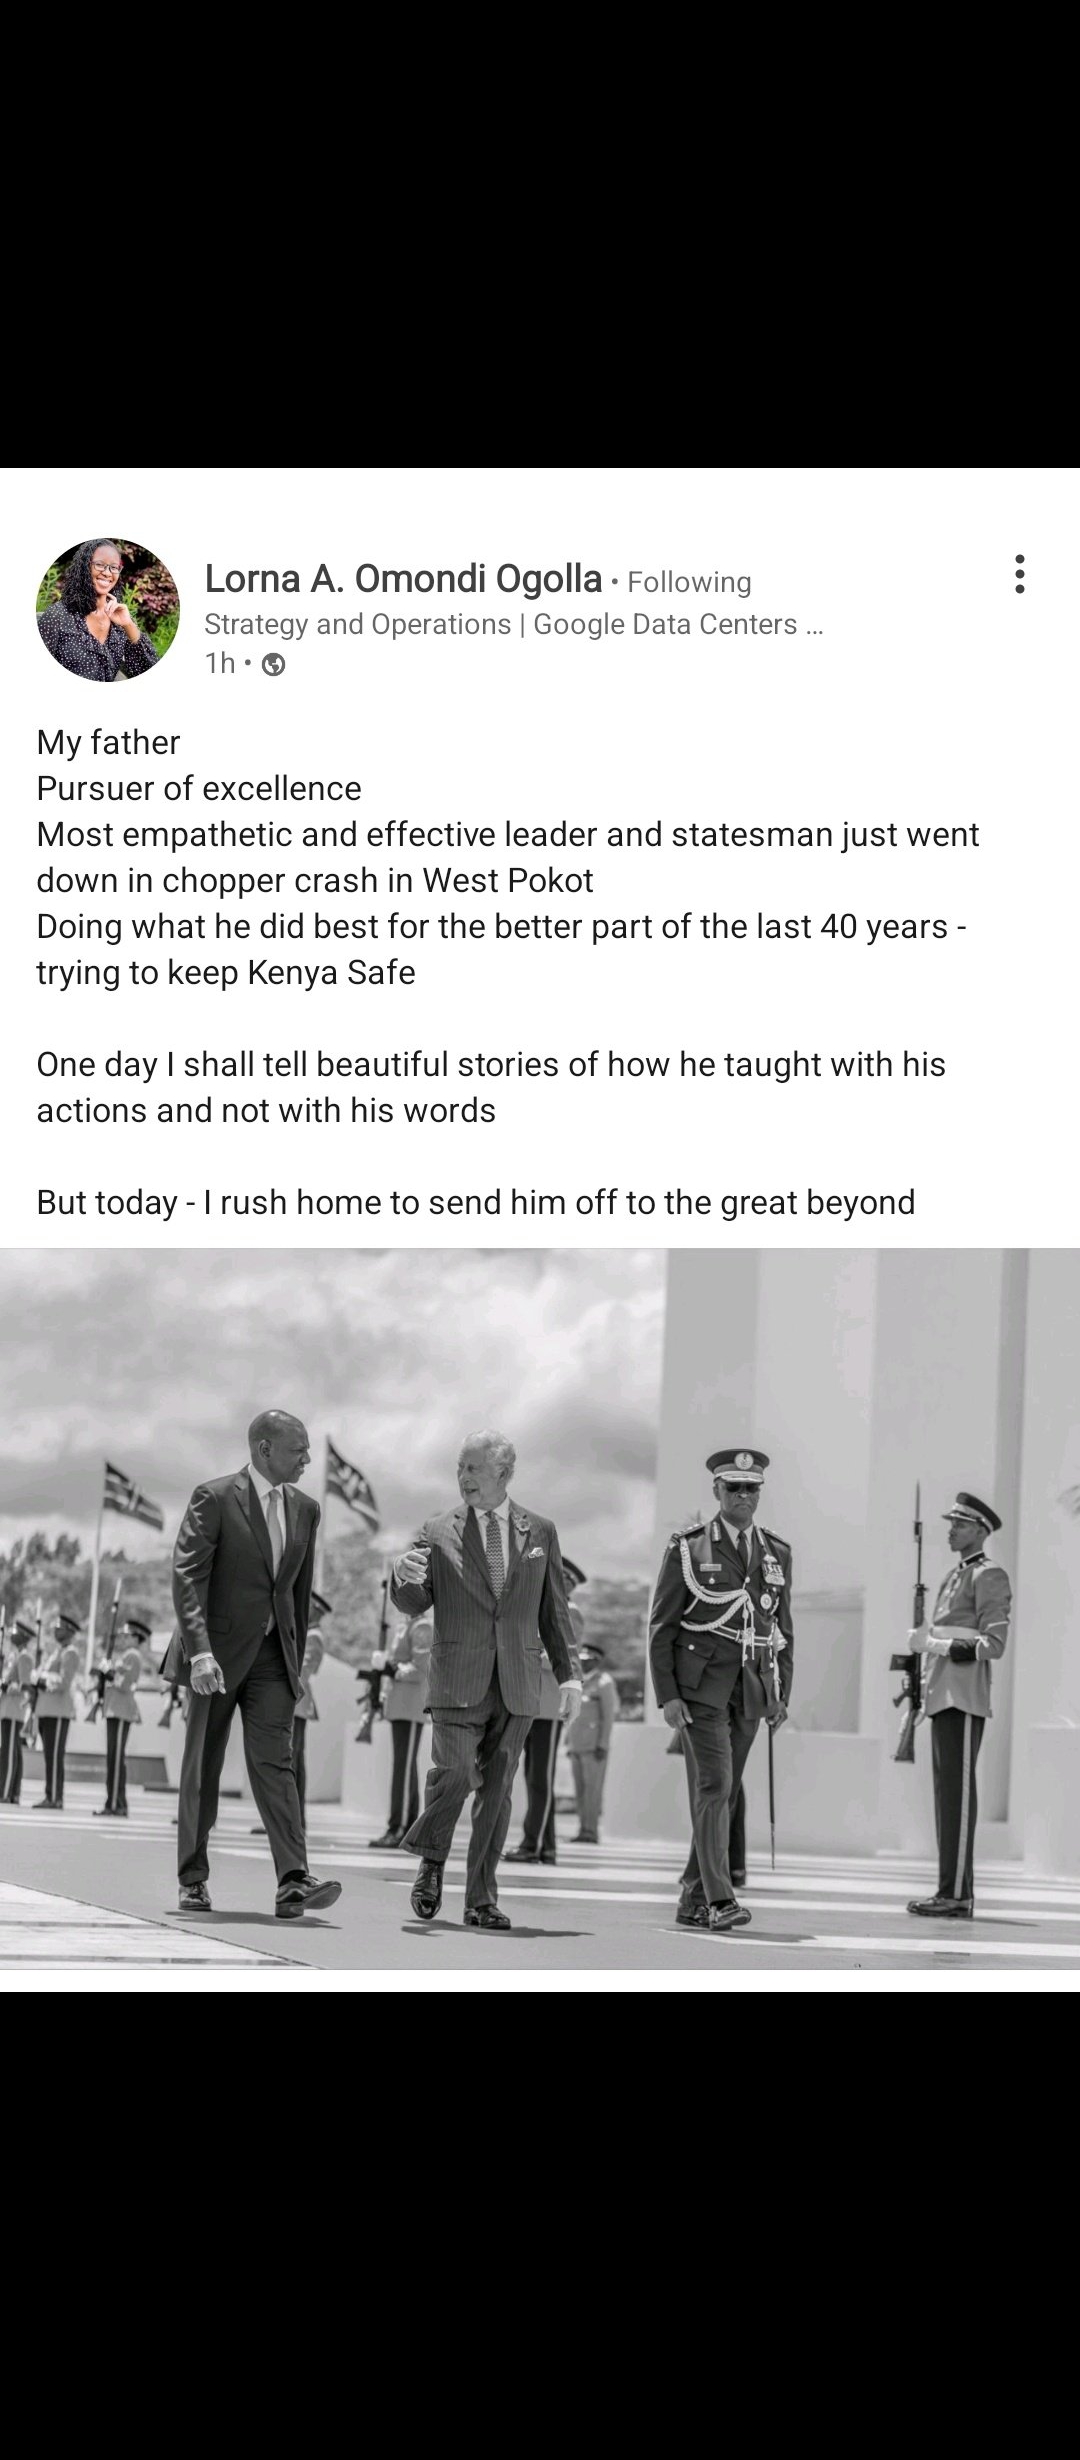 Lorna A. Omondi Ogolla • Following
Strategy and Operations | Google Data Centers ...
1h •
My father
Pursuer of excellence
Most empathetic and effective leader and statesman just went
down in chopper crash in West Pokot
Doing what he did best for the better part of the last 40 years -
trying to keep Kenya Safe
One day I shall tell beautiful stories of how he taught with his
actions and not with his words
But today - I rush home to send him off to the great beyond